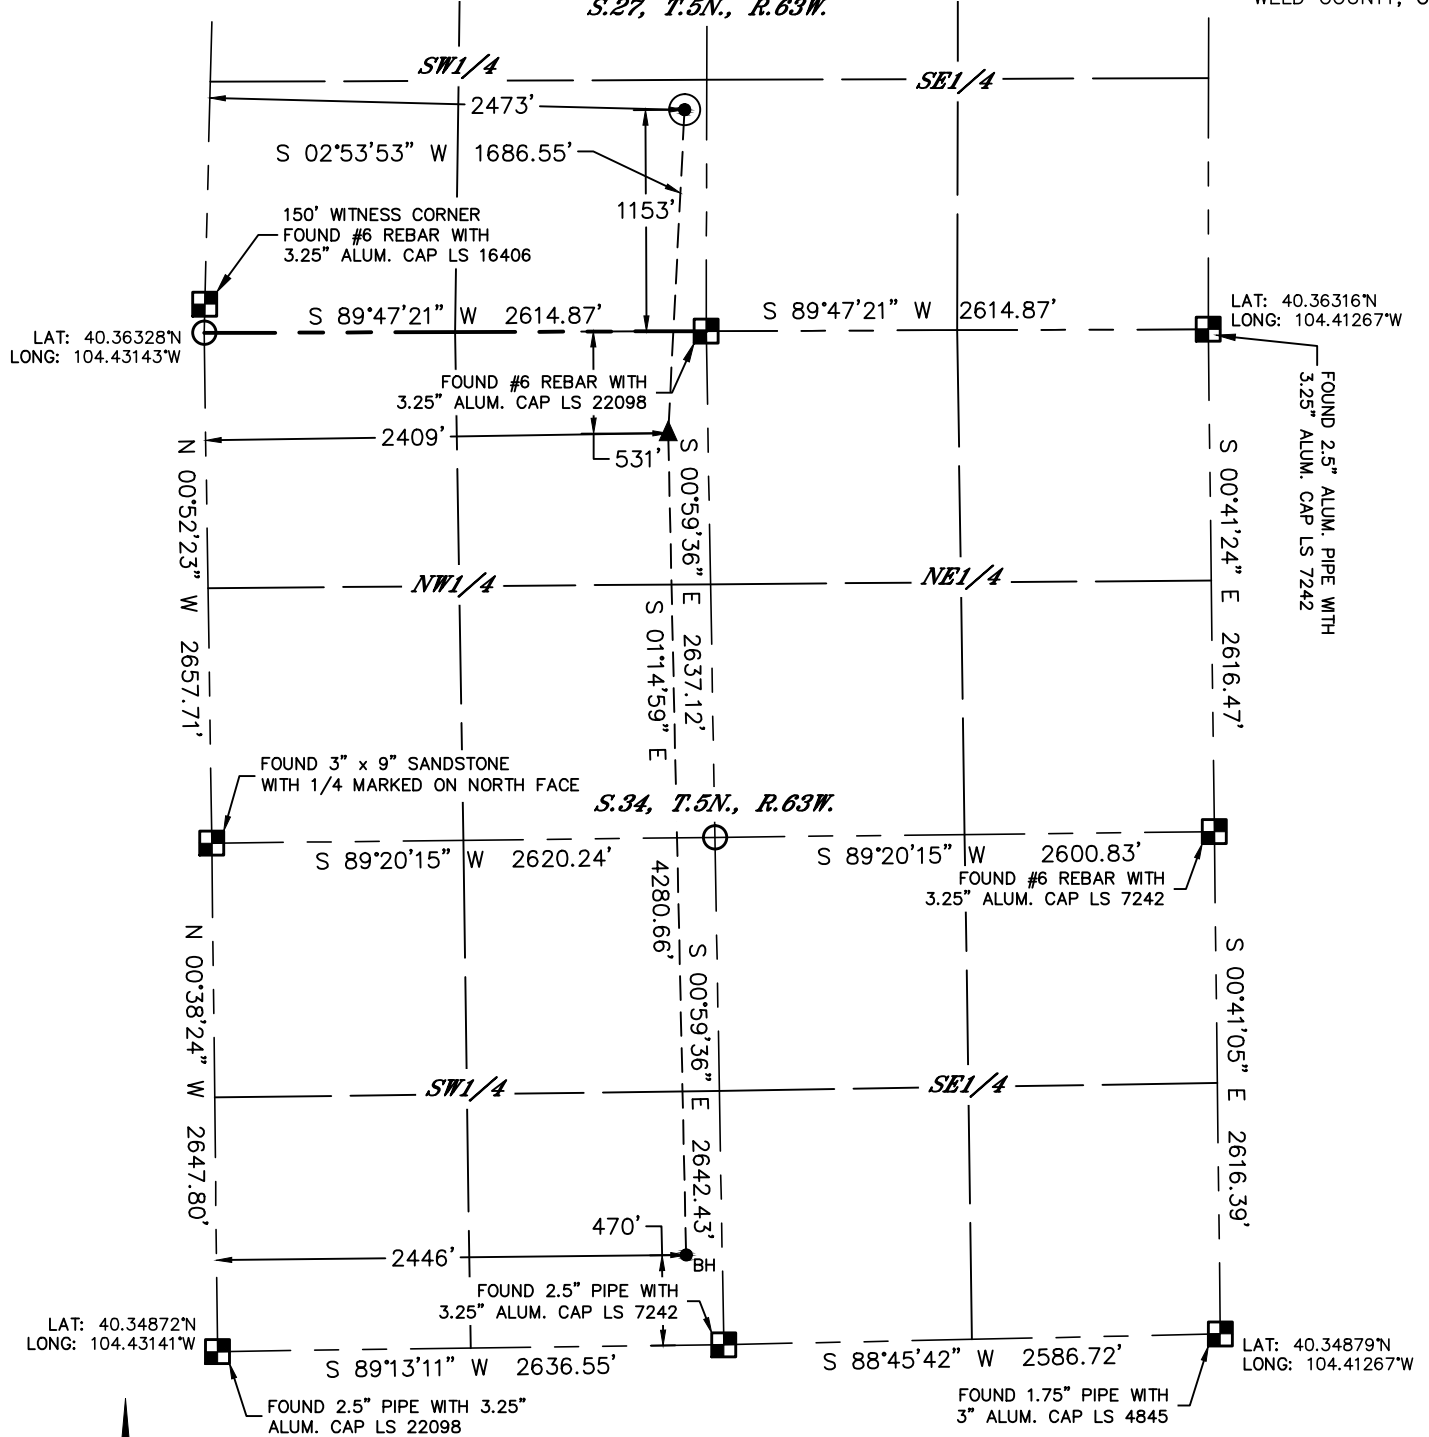 S.27, T.5N., R.63W.
WELD COUNTY,
SW1/4
SE1/4
2473'
S 02°53'53" W 1686.55'
1153'
150' WITNESS CORNER
FOUND #6 REBAR WITH
3.25" ALUM. CAP LS 16406
S 89°47'21" W 2614.87'
S 89°47'21" W 2614.87'
LAT: 40.36316°N
LONG: 104.41267°W
LAT: 40.36328°N
LONG: 104.43143°W
FOUND #6 REBAR WITH
3.25" ALUM. CAP LS 22098
FOUND 2.5" ALUM. PIPE WITH
3.25" ALUM. CAP LS 7242
2409'
531'
N 00°52'23" W 2657.71'
S 00°59'36" E 2637.12'
S 00°41'24" E 2616.47'
NW1/4
NE1/4
S 01°14'59" E
4280.66'
FOUND 3" x 9" SANDSTONE
WITH 1/4 MARKED ON NORTH FACE
S.34, T.5N., R.63W.
S 89°20'15" W 2620.24'
S 89°20'15" W 2600.83'
FOUND #6 REBAR WITH
3.25" ALUM. CAP LS 7242
N 00°38'24" W 2647.80'
S 00°59'36" E 2642.43'
S 00°41'05" E 2616.39'
SW1/4
SE1/4
470'
2446'
BH
FOUND 2.5" PIPE WITH
3.25" ALUM. CAP LS 7242
LAT: 40.34872°N
LONG: 104.43141°W
S 89°13'11" W 2636.55'
S 88°45'42" W 2586.72'
LAT: 40.34879°N
LONG: 104.41267°W
FOUND 2.5" PIPE WITH 3.25"
ALUM. CAP LS 22098
FOUND 1.75" PIPE WITH
3" ALUM. CAP LS 4845